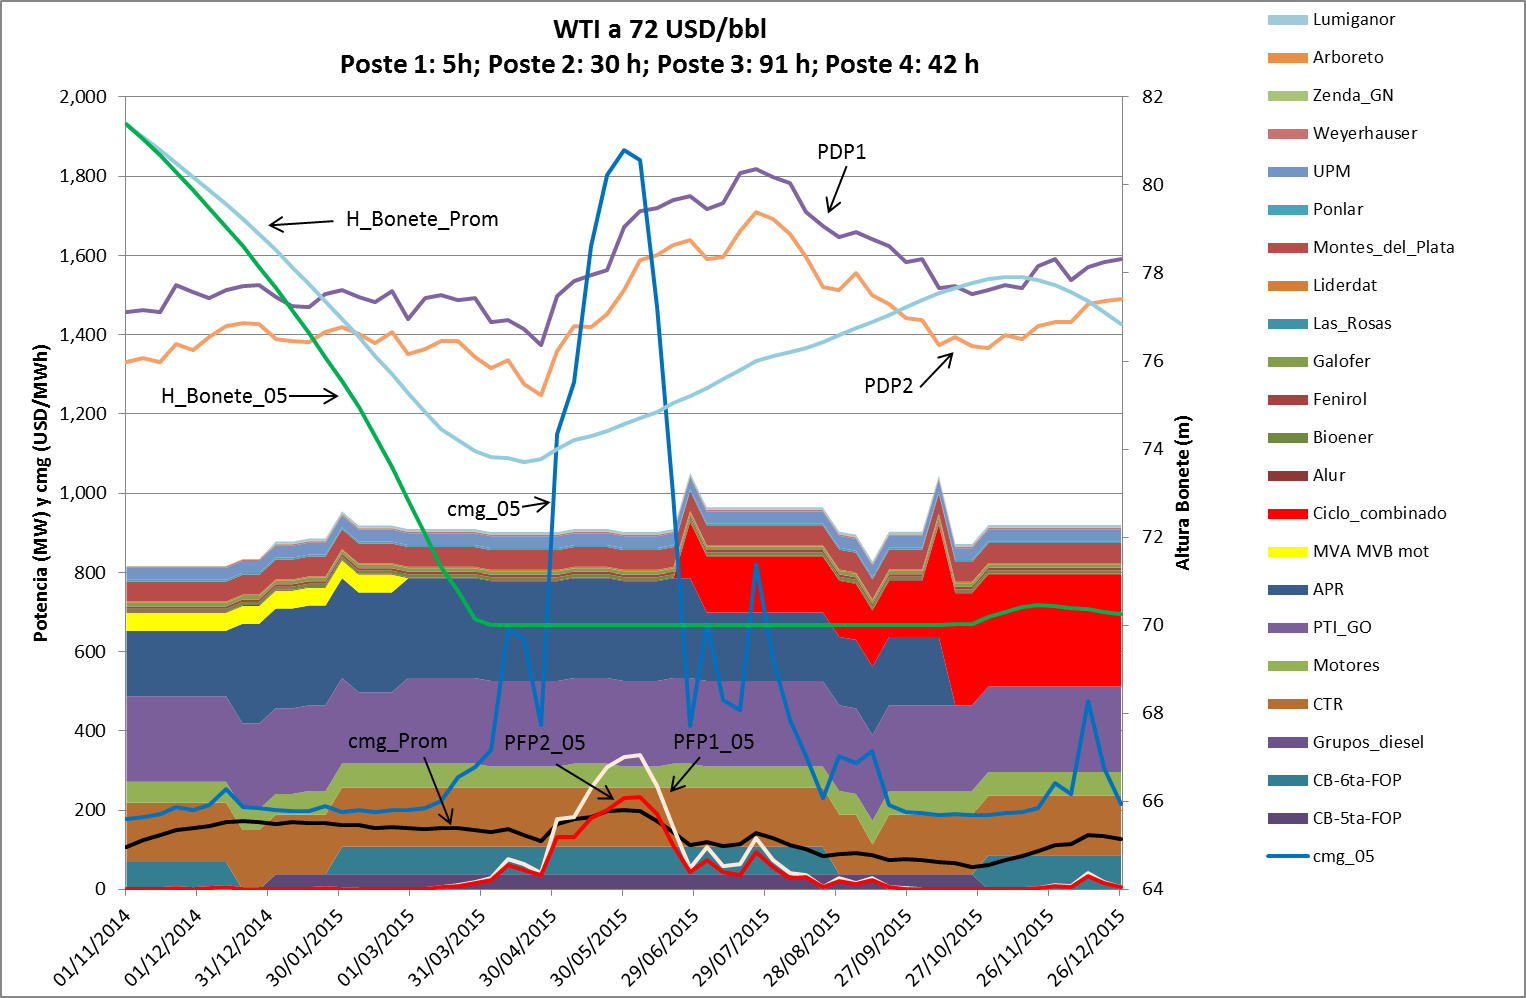 WTI a 72 USD/bbl
Poste 1: 5h; Poste 2: 30 h; Poste 3: 91 h; Poste 4: 42 h
Potencia (MW) y cmg (USD/MWh)
2,000
1,800
1,600
1,400
1,200
1,000
800
600
400
200
0
82
80
78
76
74
72
70
68
66
64
Altura Bonete (m)
PDP1
H_Bonete_Prom
PDP2
H_Bonete_05
cmg_05
cmg_Prom
PFP2_05
PFP1_05
01/11/2014
01/12/2014
31/12/2014
30/01/2015
01/03/2015
31/03/2015
30/04/2015
30/05/2015
29/06/2015
29/07/2015
28/08/2015
27/09/2015
27/10/2015
26/11/2015
26/12/2015
Lumiganor
Arboreto
Zenda_GN
Weyerhauser
UPM
Ponlar
Montes_del_Plata
Liderdat
Las_Rosas
Galofer
Fenirol
Bioener
Alur
Ciclo_combinado
MVA MVB mot
APR
PTI_GO
Motores
CTR
Grupos_diesel
CB-6ta-FOP
CB-5ta-FOP
cmg_05